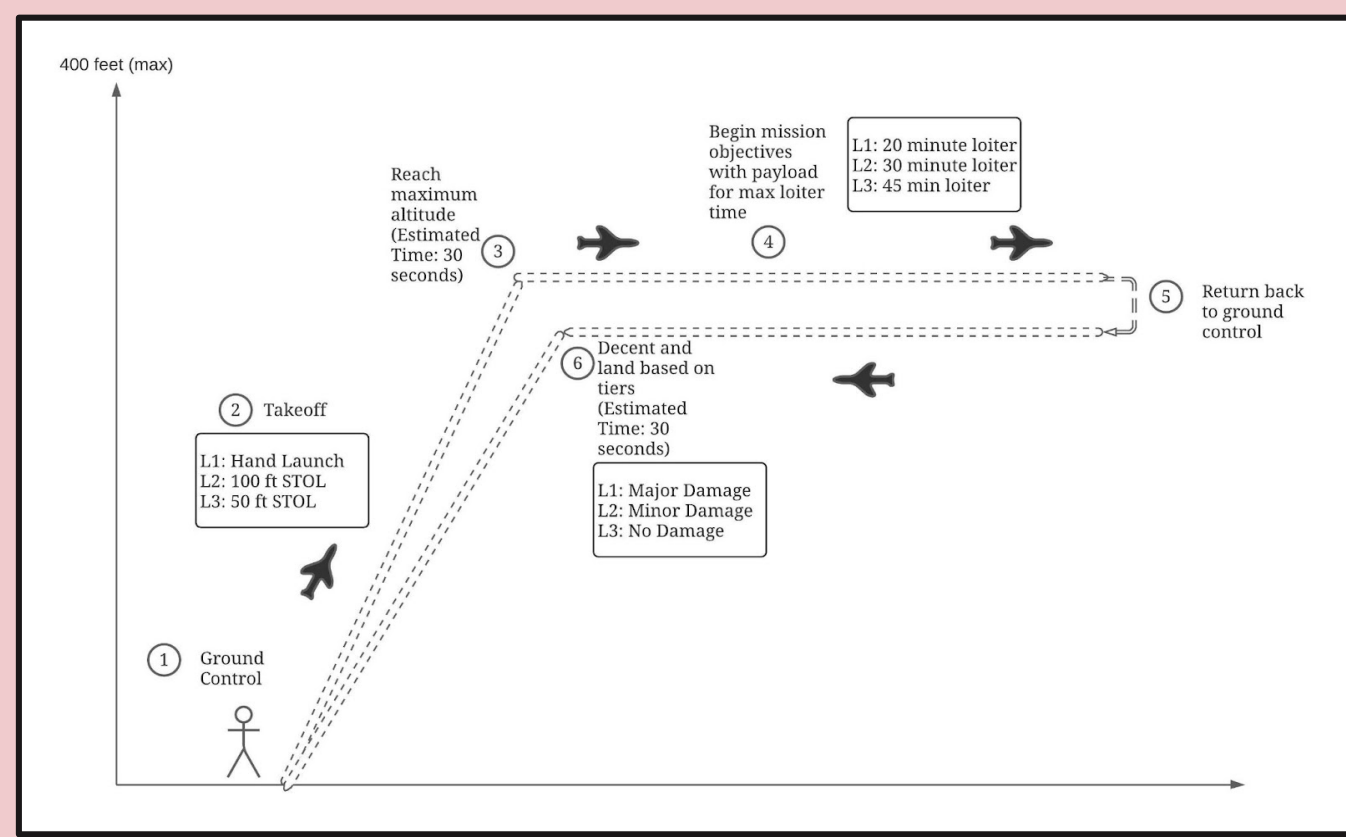 400 feet (max)
Reach
maximum
altitude
(Estimated
Time: 30
seconds)
3
Begin mission
objectives
with payload
for max loiter
time
4
L1: 20 minute loiter
L2: 30 minute loiter
L3: 45 min loiter
5
Return back
to ground
control
6
Decent and
land based on
tiers
(Estimated
Time: 30
seconds)
L1: Major Damage
L2: Minor Damage
L3: No Damage
2
Takeoff
L1: Hand Launch
L2: 100 ft STOL
L3: 50 ft STOL
1
Ground
Control